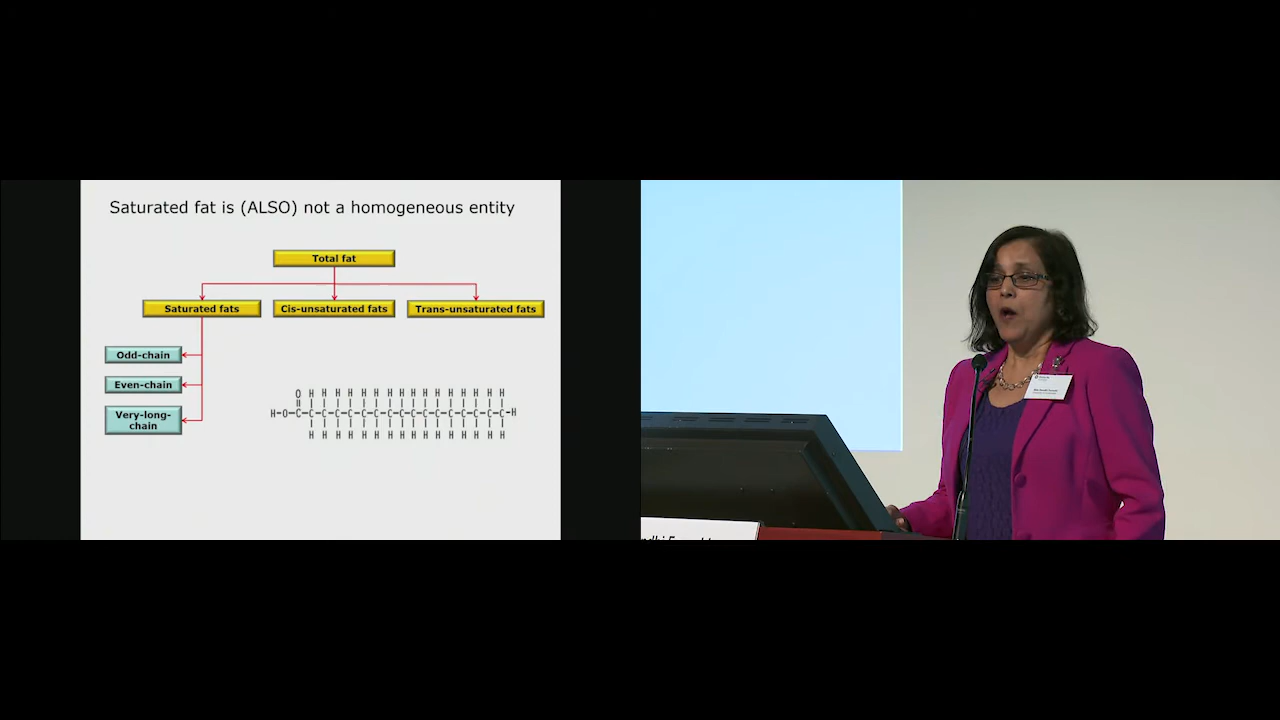 Saturated fat is (ALSO) not a homogeneous entity
Total fat
Saturated fats
Cis-unsaturated fats
Trans-unsaturated fats
Odd-chain
Even-chain
Very-long-
chain
O H H H H H H H H H H H H H H H H
H-O-C-C-C-C-C-C-C-C-C-C-C-C-C-C-C-C-C-H
H H H H H H H H H H H H H H H H